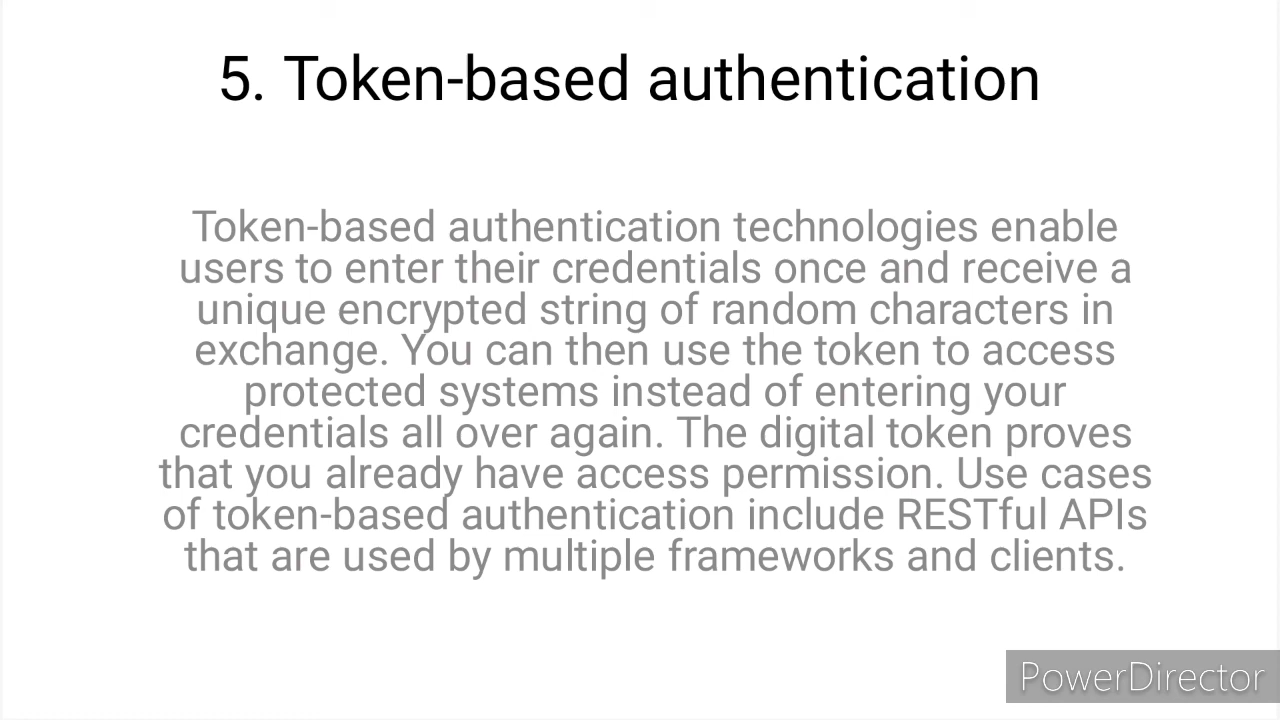 5. Token-based authentication
Token-based authentication technologies enable
users to enter their credentials once and receive a
unique encrypted string of random characters in
exchange. You can then use the token to access
protected systems instead of entering your
credentials all over again. The digital token proves
that you already have access permission. Use cases
of token-based authentication include RESTful APIs
that are used by multiple frameworks and clients.
PowerDirector